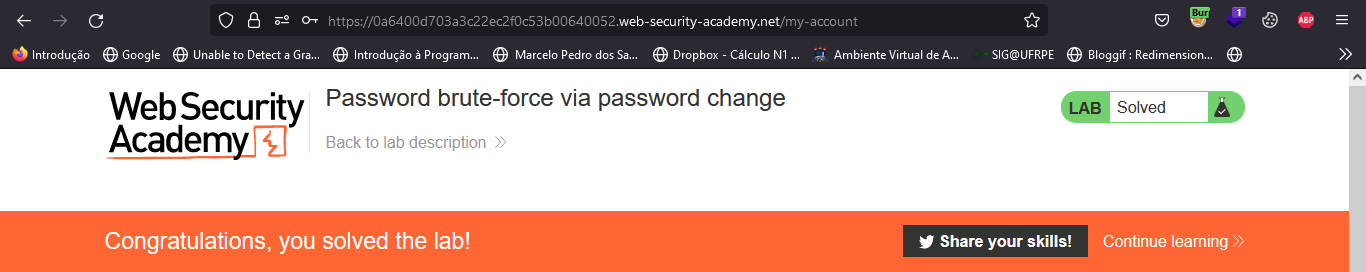 https://0a6400d703a3c22ec2f0c53b00640052.web-security-academy.net/my-account
Burr
1
ABP
Introdução Google Unable to Detect a Gra... Introdução à Program... Marcelo Pedro dos Sa... Dropbox - Cálculo N1 ... Ambiente Virtual de A... SIG@UFRPE Bloggif : Redimension...
Web Security
Academy
Password brute-force via password change
Back to lab description
LAB Solved
Congratulations, you solved the lab!
Share your skills!
Continue learning